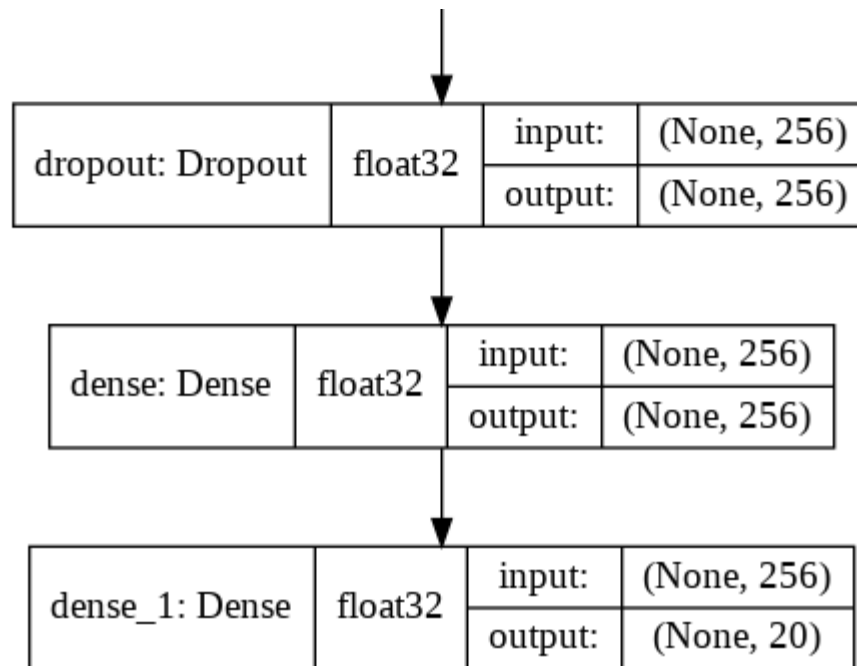 dropout: Dropout float32 input: (None, 256)
output: (None, 256)
dense: Dense float32 input: (None, 256)
output: (None, 256)
dense_1: Dense float32 input: (None, 256)
output: (None, 20)